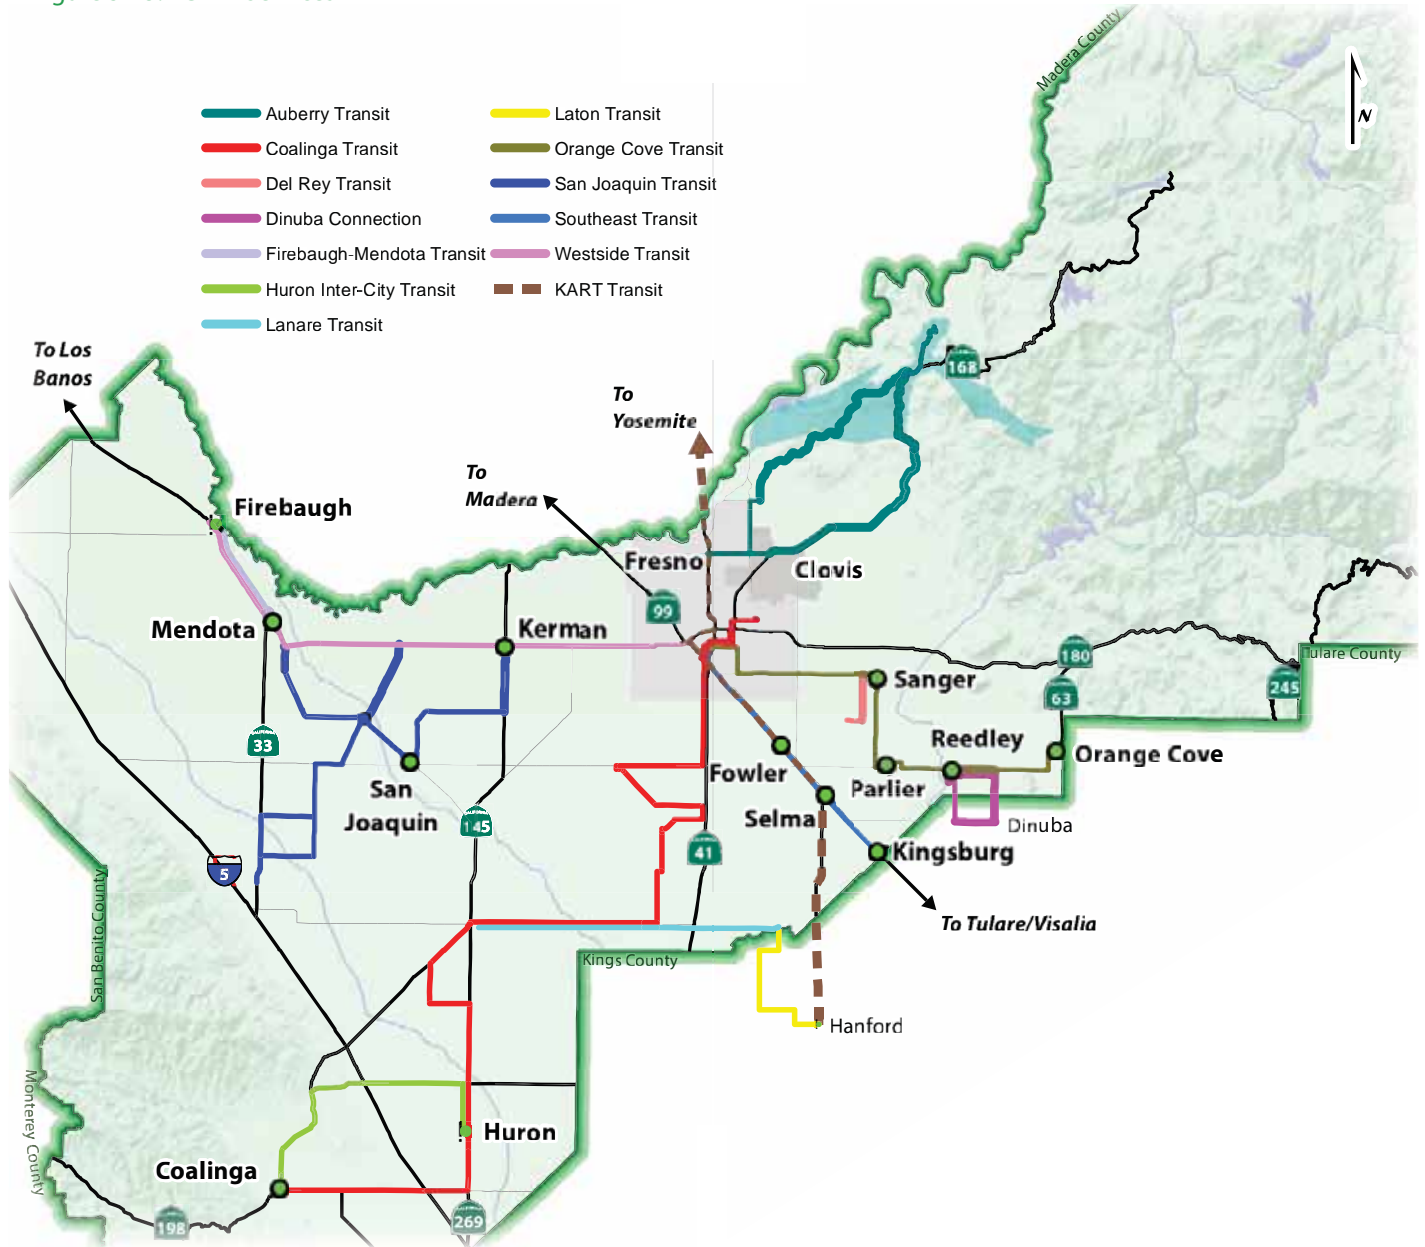 Madera County
N
Auberry Transit
Coalinga Transit
Del Rey Transit
Dinuba Connection
Firebaugh-Mendota Transit
Huron Inter-City Transit
Lanare Transit
Laton Transit
Orange Cove Transit
San Joaquin Transit
Southeast Transit
Westside Transit
KART Transit
To Los
Banos
To
Yosemite
168
To
Madera
Firebaugh
Fresno
Clovis
99
Mendota
Kerman
180
Tulare County
Sanger
63
245
33
Reedley
Orange Cove
Fowler
San
Joaquin
Parlier
Selma
145
Dinuba
41
Kingsburg
5
To Tulare/Visalia
San Benito County
Kings County
Hanford
Monterey County
Huron
Coalinga
198
269